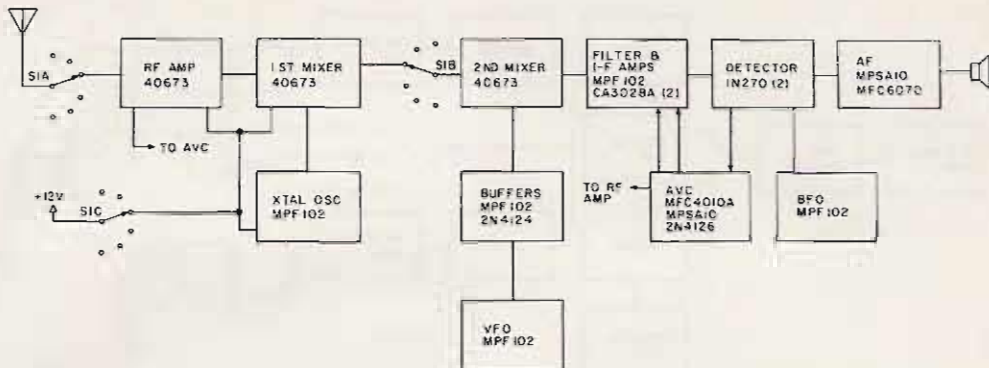 S1A
RF AMP
40673
1ST MIXER
40673
S1B
2ND MIXER
40673
FILTER &
I-F AMPS
MPF102
CA3028A (2)
DETECTOR
IN270 (2)
AF
MPSA10
MFC6070
TO AVC
+12V
S1C
XTAL OSC
MPF102
BUFFERS
MPF102
2N4124
TO RF
AMP
AVC
MFC4010A
MPSA10
2N4126
BFO
MPF102
VFO
MPF102